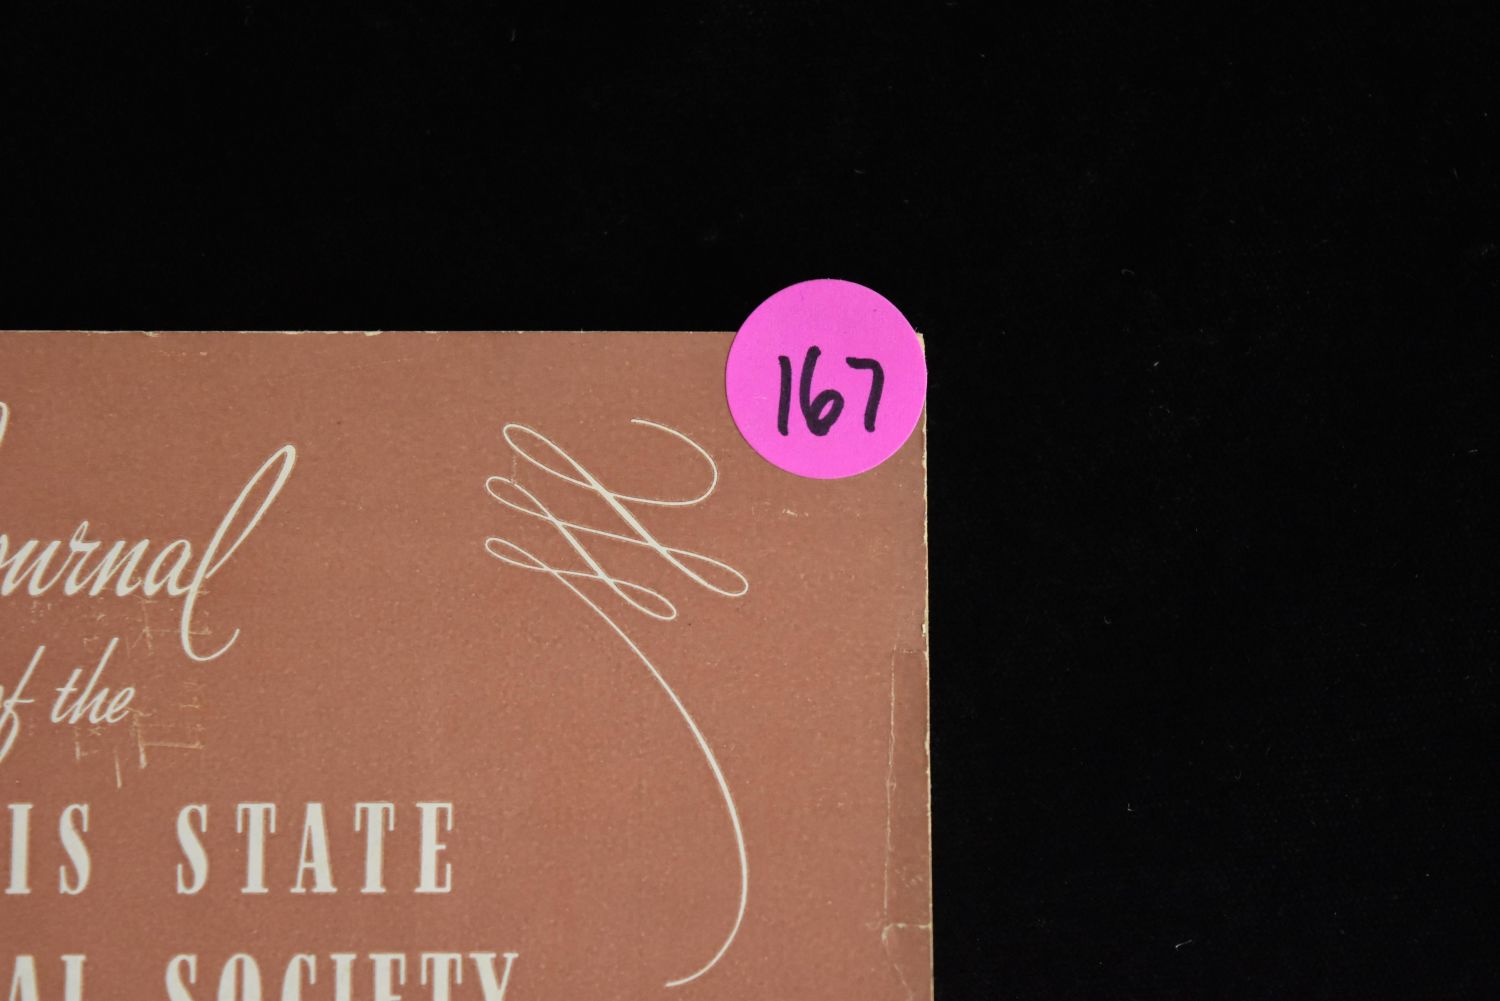 167
ournal
of the
IS STATE
AL SOCIETY